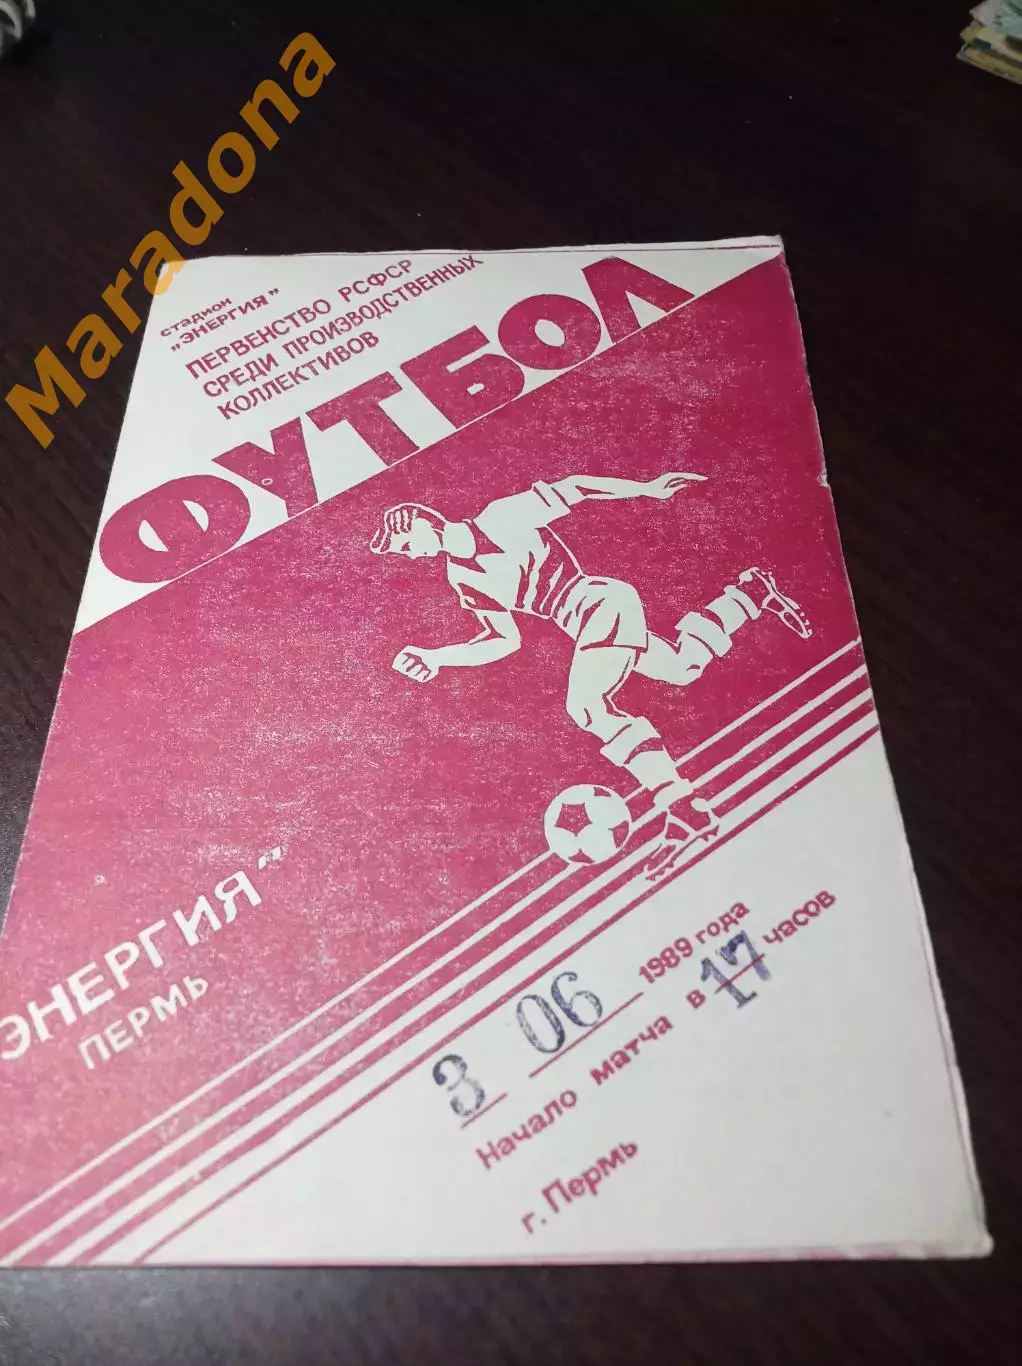 Maradona
стадион
„ЭНЕРГИЯ"
ПЕРВЕНСТВО РСФСР
СРЕДИ ПРОИЗВОДСТВЕННЫХ
КОЛЛЕКТИВОВ
ФУТБОЛ
ЭНЕРГИЯ"
ПЕРМЬ
3 06 1989 года
Начало матча в 17 часов
г. Пермь